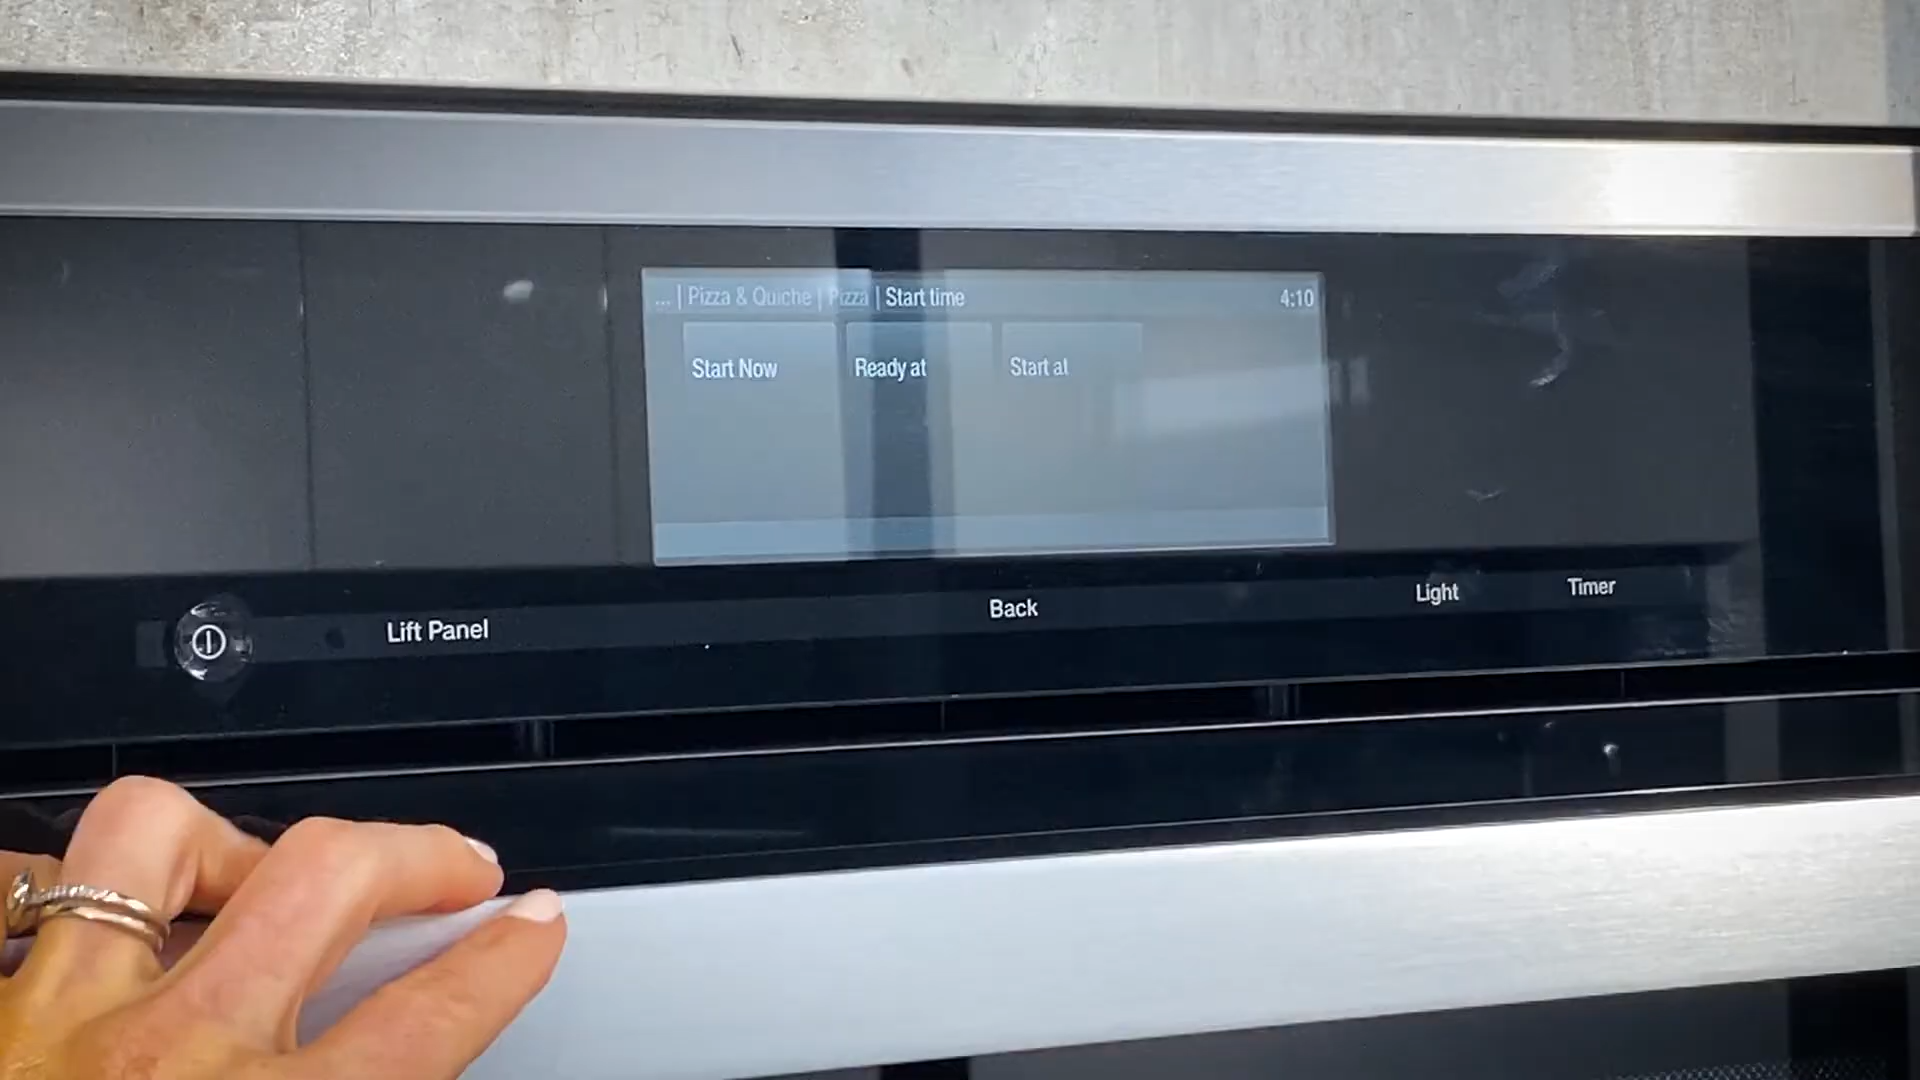 ... | Pizza & Quiche | Pizza | Start time 4:10
Start Now Ready at Start at
Lift Panel Back Light Timer